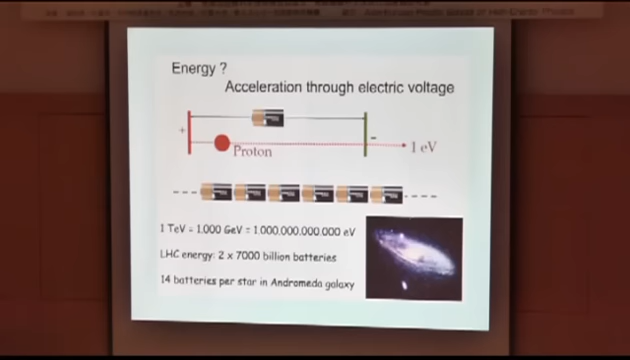 Energy ?
Acceleration through electric voltage
+
-
Proton
1 eV
1 TeV = 1.000 GeV = 1.000.000.000.000 eV
LHC energy: 2 x 7000 billion batteries
14 batteries per star in Andromeda galaxy